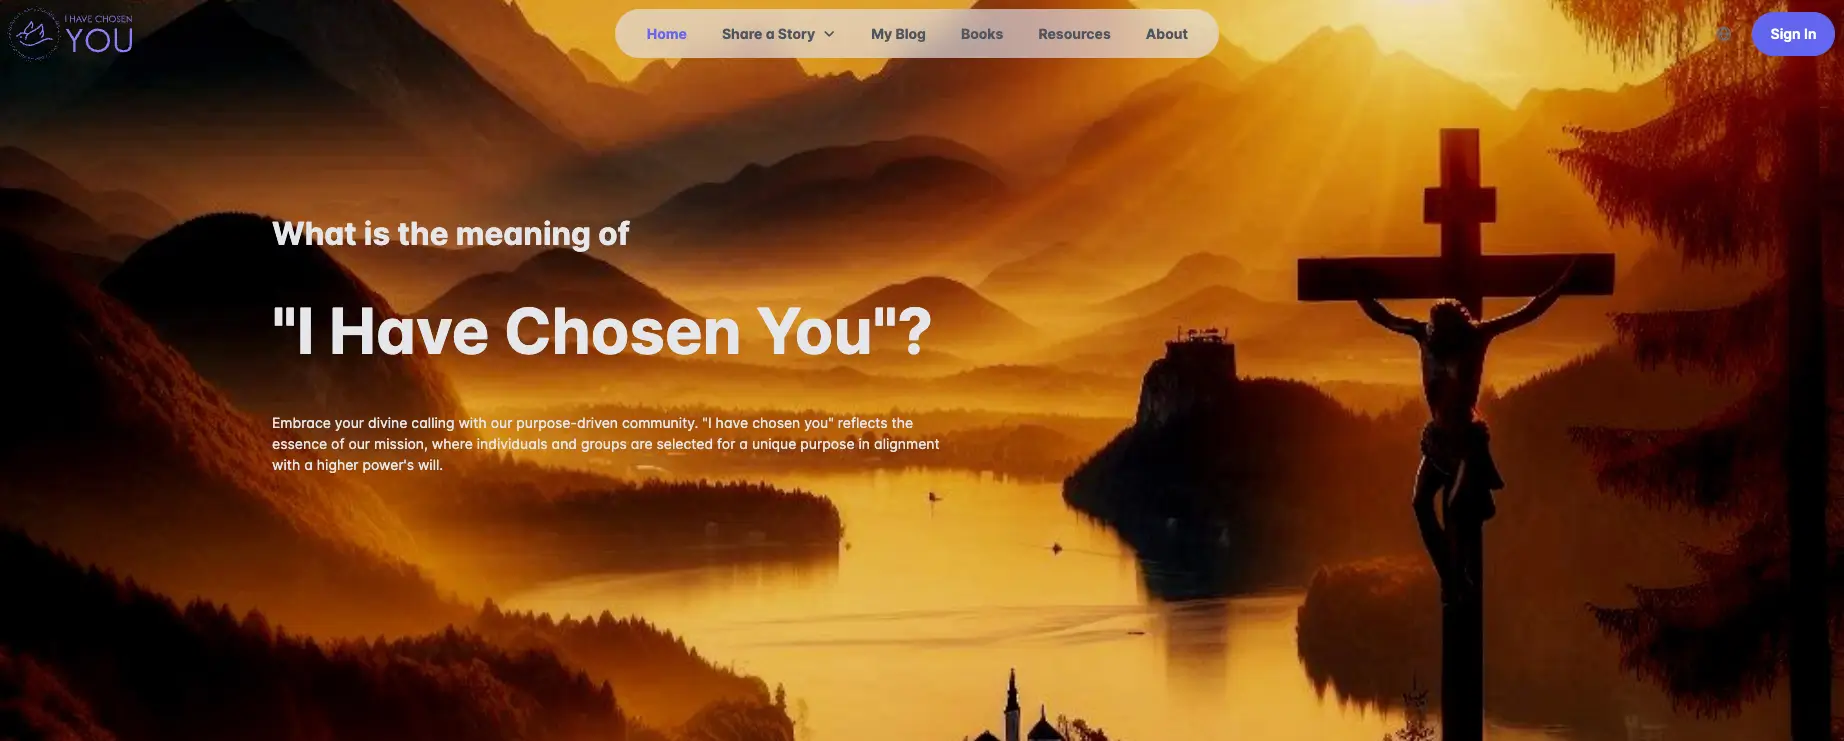 I HAVE CHOSEN
YOU
Home
Share a Story
My Blog
Books
Resources
About
Sign In
What is the meaning of
"I Have Chosen You"?
Embrace your divine calling with our purpose-driven community. "I have chosen you" reflects the
essence of our mission, where individuals and groups are selected for a unique purpose in alignment
with a higher power's will.